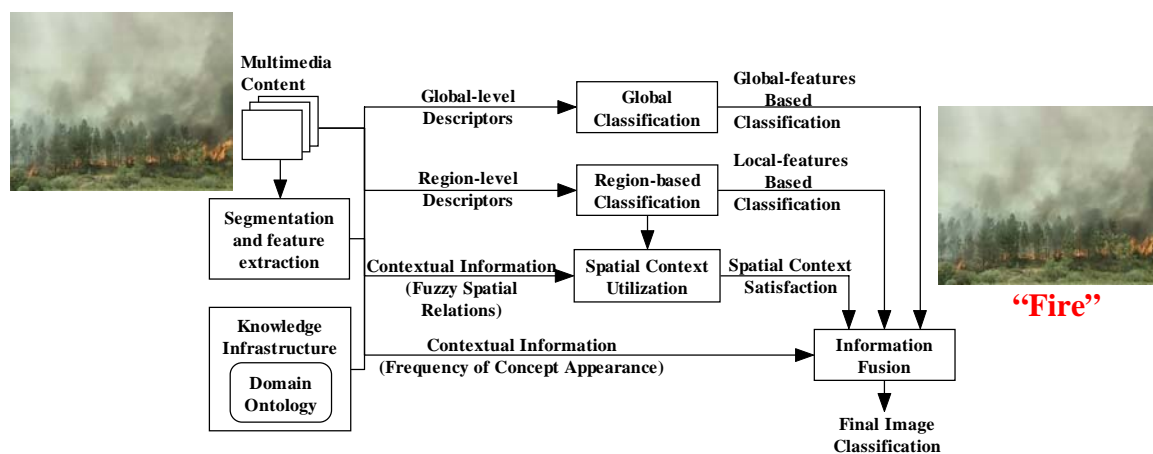 Multimedia
Content
Global-level
Descriptors
Global
Classification
Global-features
Based
Classification
Region-level
Descriptors
Region-based
Classification
Local-features
Based
Classification
Segmentation
and feature
extraction
Contextual Information
(Fuzzy Spatial
Relations)
Spatial Context
Utilization
Spatial Context
Satisfaction
“Fire”
Knowledge
Infrastructure
Domain
Ontology
Contextual Information
(Frequency of Concept Appearance)
Information
Fusion
Final Image
Classification